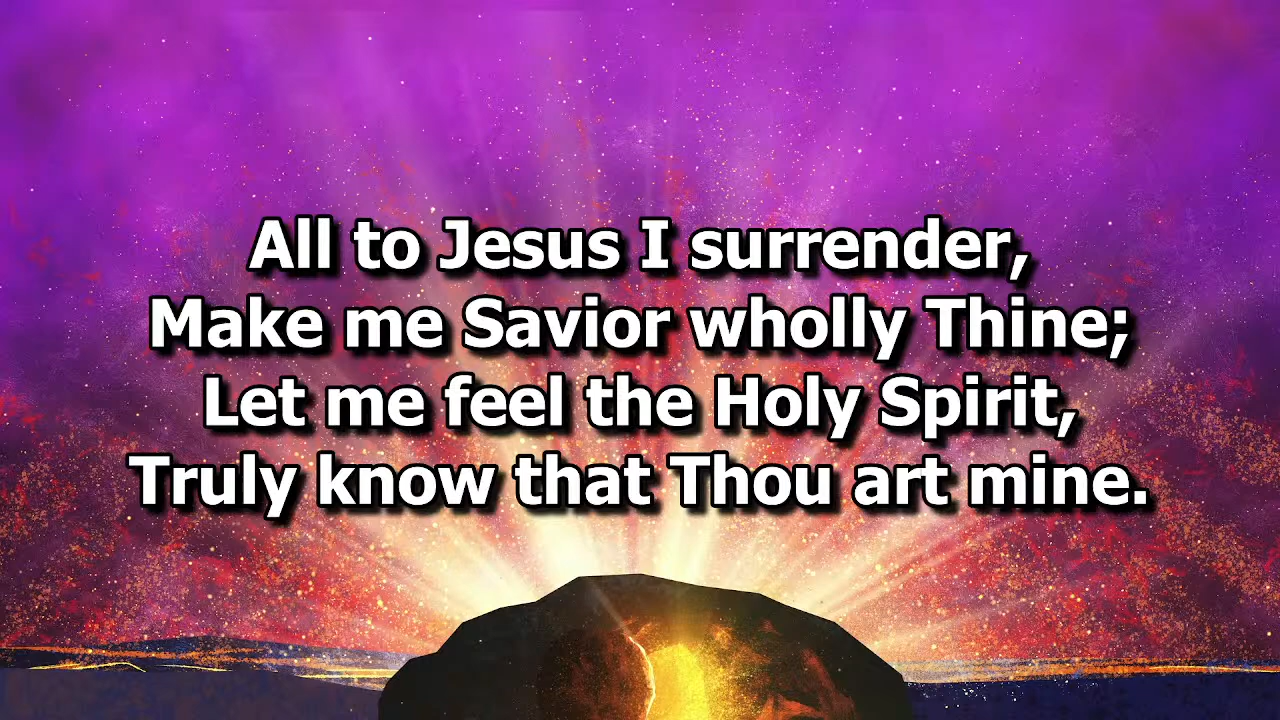 All to Jesus I surrender,
Make me Savior wholly Thine;
Let me feel the Holy Spirit,
Truly know that Thou art mine.